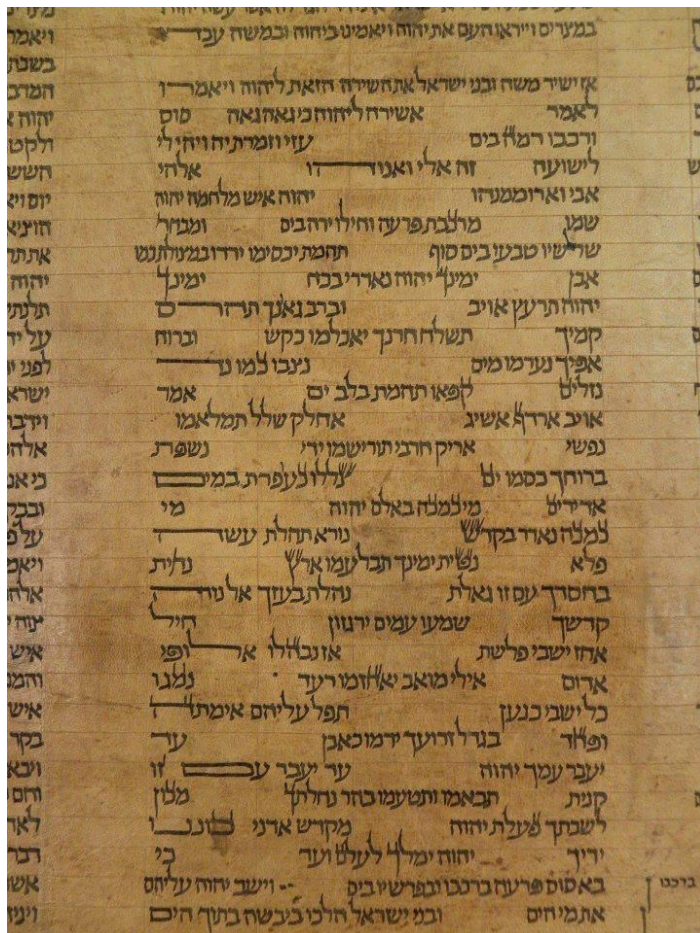 במצרים וייראו העם את יהוה ויאמינו ביהוה ובמשה עבדו
אז ישיר משה ובני ישראל את השירה הזאת ליהוה ויאמרו
לאמר אשירה ליהוה כי גאה גאה סוס
ורכבו רמה בים עזי וזמרת יה ויהי לי
לישועה זה אלי ואנוהו אלהי
אבי וארוממנהו יהוה איש מלחמה יהוה
שמו מרכבת פרעה וחילו ירה בים ומבחר
שלשיו טבעו בים סוף תהמת יכסימו ירדו במצולת כמו
אבן ימינך יהוה נאדרי בכח ימינך
יהוה תרעץ אויב וברב גאונך תהרס
קמיך תשלח חרנך יאכלמו כקש וברוח
אפיך נערמו מים נצבו כמו נד
נזלים קפאו תהמת בלב ים אמר
אויב ארדף אשיג אחלק שלל תמלאמו
נפשי אריק חרבי תורישמו ידי נשפת
ברוחך כסמו ים צללו כעפרת במים
אדירים מי כמכה באלם יהוה מי
כמכה נאדר בקדש נורא תהלת עשה
פלא נטית ימינך תבלעמו ארץ נחית
בחסדך עם זו גאלת נהלת בעזך אל נוה
קדשך שמעו עמים ירגזון חיל
אחז ישבי פלשת אז נבהלו אלופי
אדום אילי מואב יאחזמו רעד נמגו
כל ישבי כנען תפל עליהם אימתה
ופחד בגדל זרועך ידמו כאבן עד
יעבר עמך יהוה עד יעבר עם זו
קנית תבאמו ותטעמו בהר נחלתך מכון
לשבתך פעלת יהוה מקדש אדני כוננו
ידיך יהוה ימלך לעלם ועד כי
בא סוס פרעה ברכבו ובפרשיו בים וישב יהוה עליהם
את מי הים ובני ישראל הלכו ביבשה בתוך הים